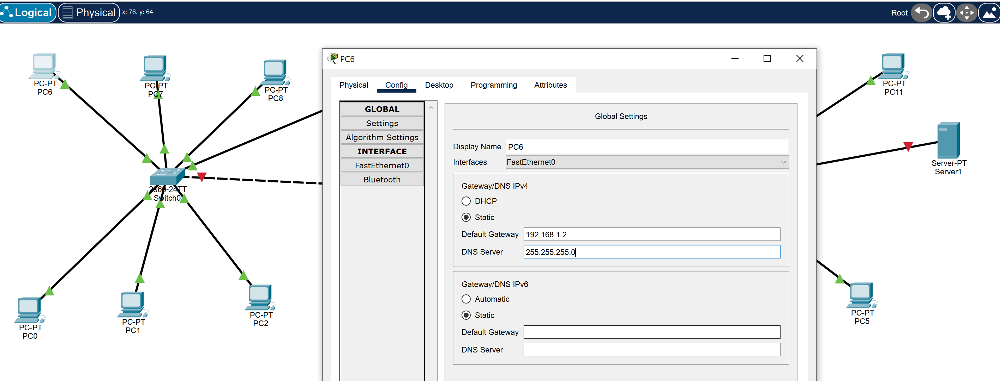 Logical
Physical
x: 78, y: 64
Root
PC-PT
PC6
PC-PT
PC7
PC-PT
PC8
2960-24TT
Switch0
PC-PT
PC0
PC-PT
PC1
PC-PT
PC2
PC6
Physical
Config
Desktop
Programming
Attributes
GLOBAL
Settings
Algorithm Settings
INTERFACE
FastEthernet0
Bluetooth
Global Settings
Display Name PC6
Interfaces FastEthernet0
Gateway/DNS IPv4
DHCP
Static
Default Gateway 192.168.1.2
DNS Server 255.255.255.0
Gateway/DNS IPv6
Automatic
Static
Default Gateway
DNS Server
PC-PT
PC11
Server-PT
Server1
PC-PT
PC5